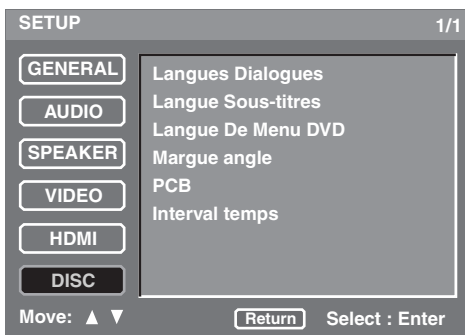 SETUP 1/1
GENERAL
AUDIO
SPEAKER
VIDEO
HDMI
DISC
Langues Dialogues
Langue Sous-titres
Langue De Menu DVD
Margue angle
PCB
Interval temps
Move: ▲ ▼ Return Select : Enter